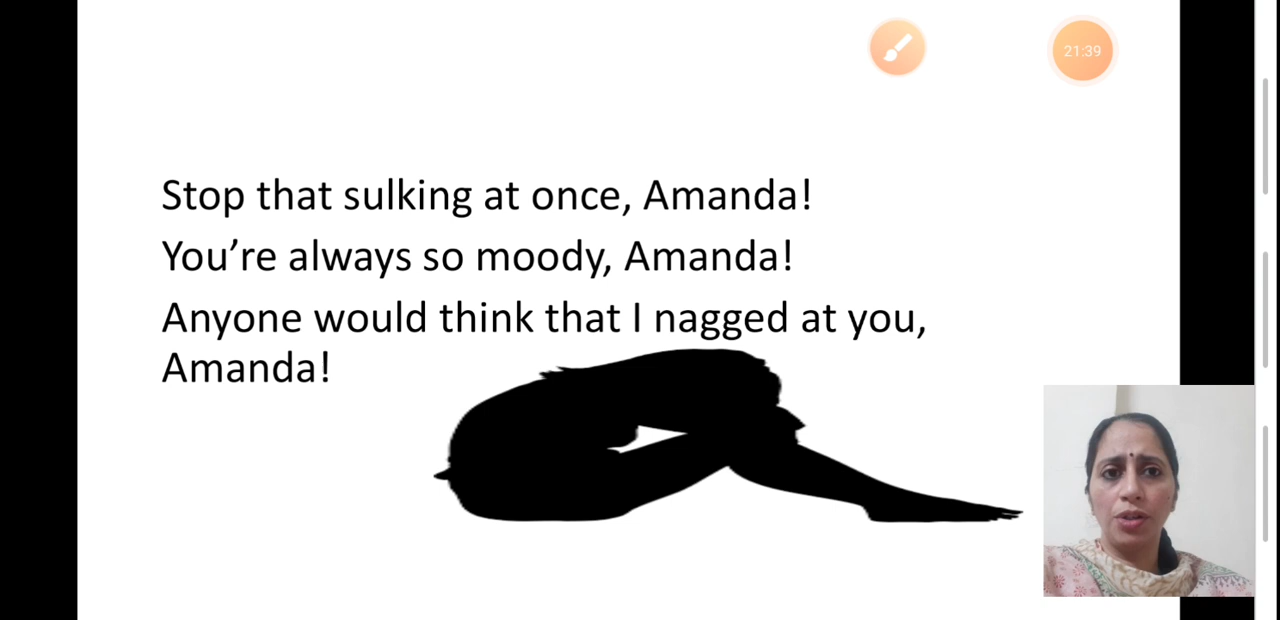 21:39
Stop that sulking at once, Amanda!
You’re always so moody, Amanda!
Anyone would think that I nagged at you,
Amanda!